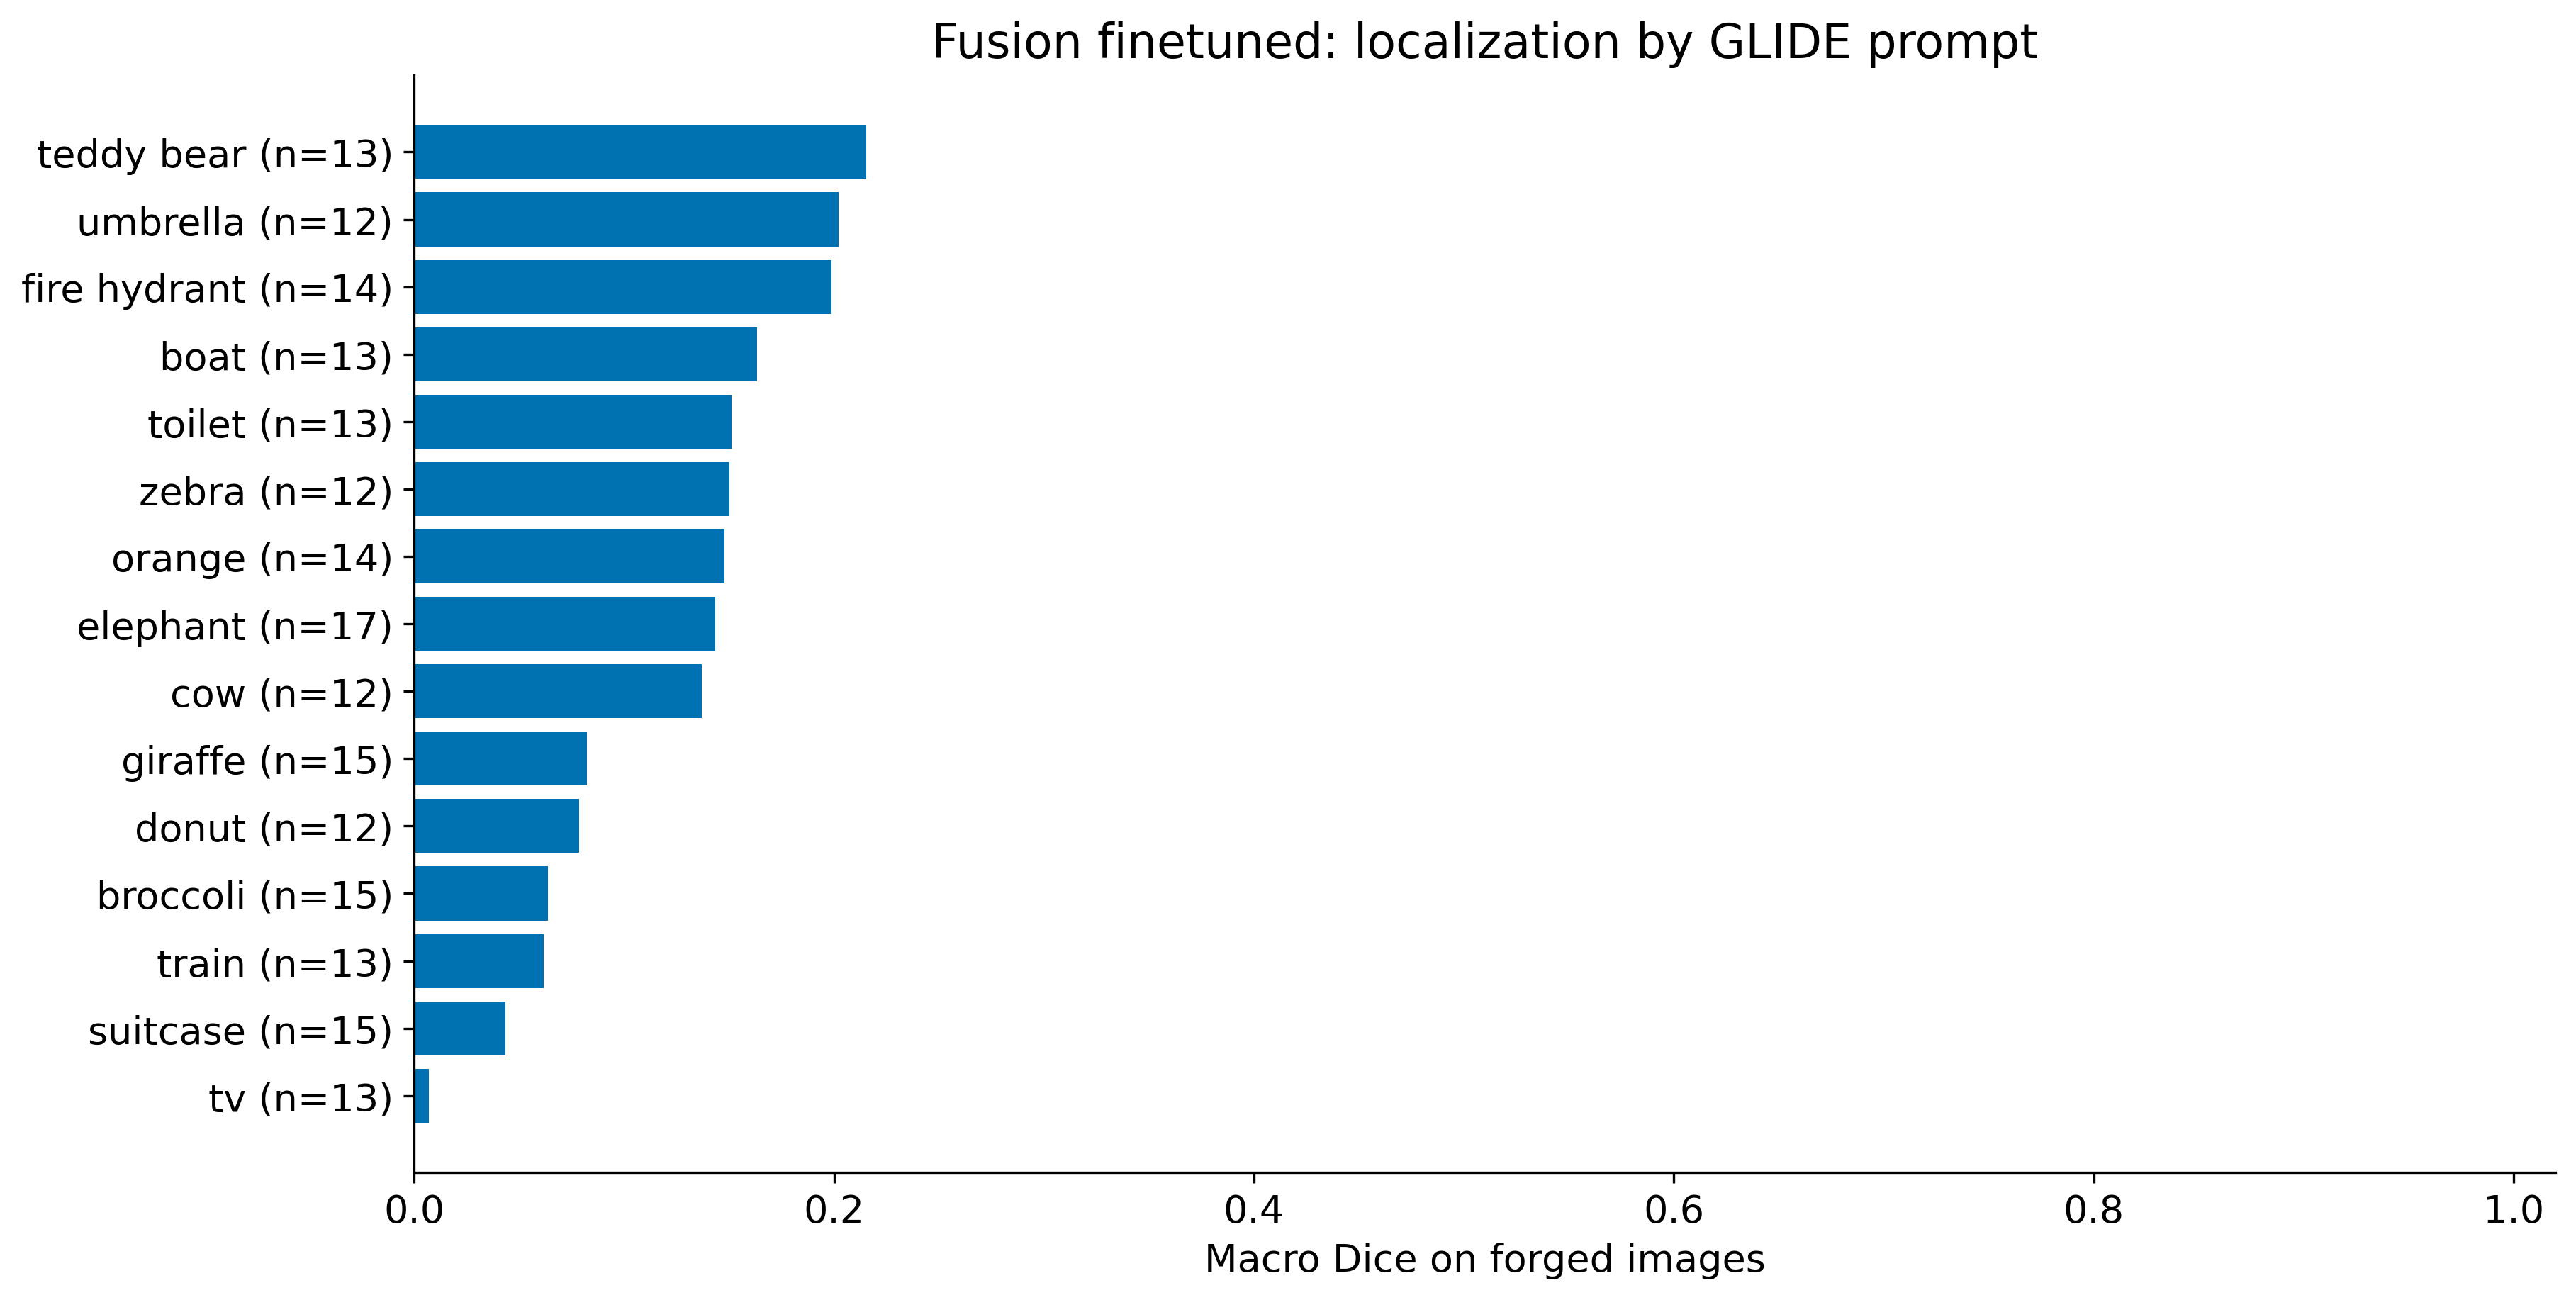 Fusion finetuned: localization by GLIDE prompt
teddy bear (n=13)
umbrella (n=12)
fire hydrant (n=14)
boat (n=13)
toilet (n=13)
zebra (n=12)
orange (n=14)
elephant (n=17)
cow (n=12)
giraffe (n=15)
donut (n=12)
broccoli (n=15)
train (n=13)
suitcase (n=15)
tv (n=13)
0.0 0.2 0.4 0.6 0.8 1.0
Macro Dice on forged images